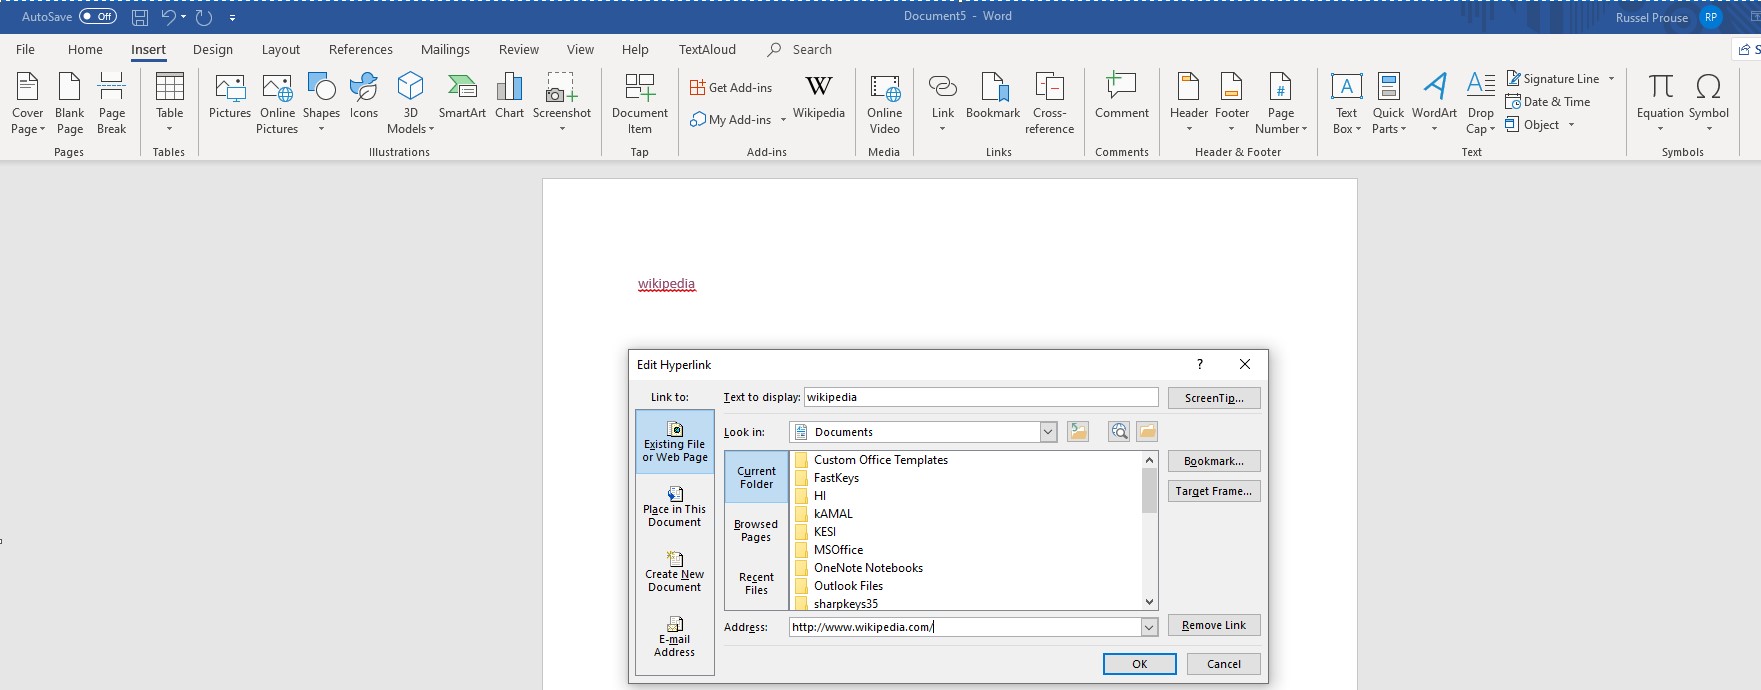 AutoSave Off Document5 - Word Russel Prouse RP
File Home Insert Design Layout References Mailings Review View Help TextAloud Search S
Cover Page
Blank Page
Page Break
Pages
Table
Tables
Pictures
Online Pictures
Shapes
Icons
3D Models
SmartArt
Chart
Screenshot
Illustrations
Document Item
Tap
Get Add-ins
My Add-ins
Wikipedia
Add-ins
Online Video
Media
Link
Bookmark
Cross-reference
Links
Comment
Comments
Header
Footer
Page Number
Header & Footer
Text Box
Quick Parts
WordArt
Drop Cap
Signature Line
Date & Time
Object
Text
Equation
Symbol
Symbols
wikipedia
Edit Hyperlink ?
Link to:
Existing File
or Web Page
Place in This
Document
Create New
Document
E-mail
Address
Text to display: wikipedia ScreenTip...
Look in: Documents
Current
Folder
Browsed
Pages
Recent
Files
Custom Office Templates
FastKeys
HI
kAMAL
KESI
MSOffice
OneNote Notebooks
Outlook Files
sharpkeys35
Bookmark...
Target Frame...
Address: http://www.wikipedia.com/ Remove Link
OK Cancel